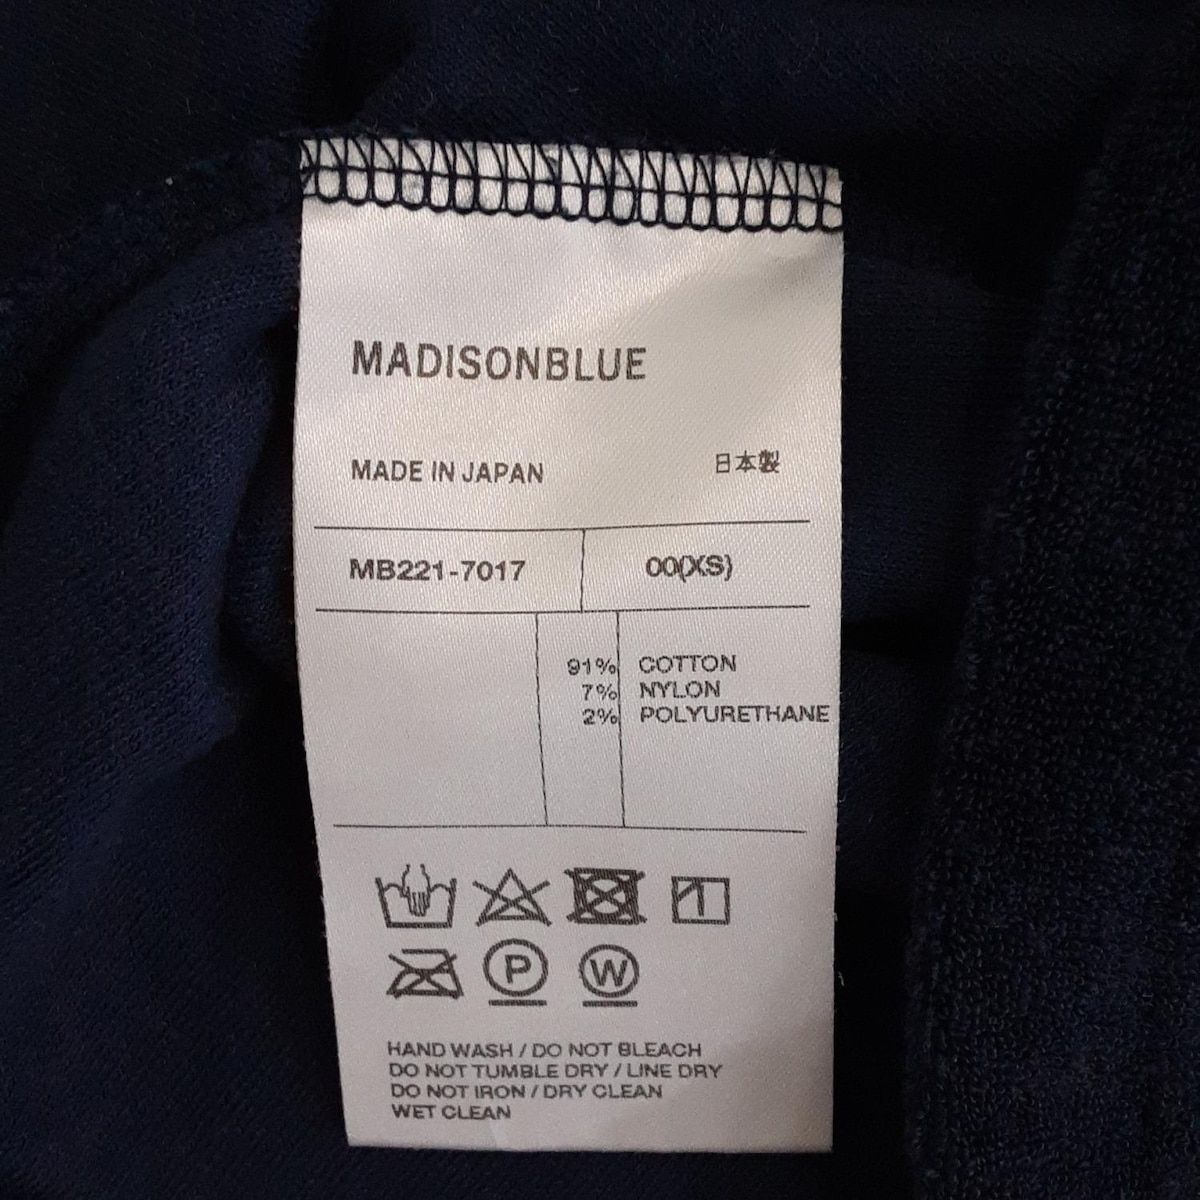 MADISONBLUE
MADE IN JAPAN 日本製
MB221-7017 00(XS)
91% COTTON
7% NYLON
2% POLYURETHANE
P W
HAND WASH / DO NOT BLEACH
DO NOT TUMBLE DRY / LINE DRY
DO NOT IRON / DRY CLEAN
WET CLEAN